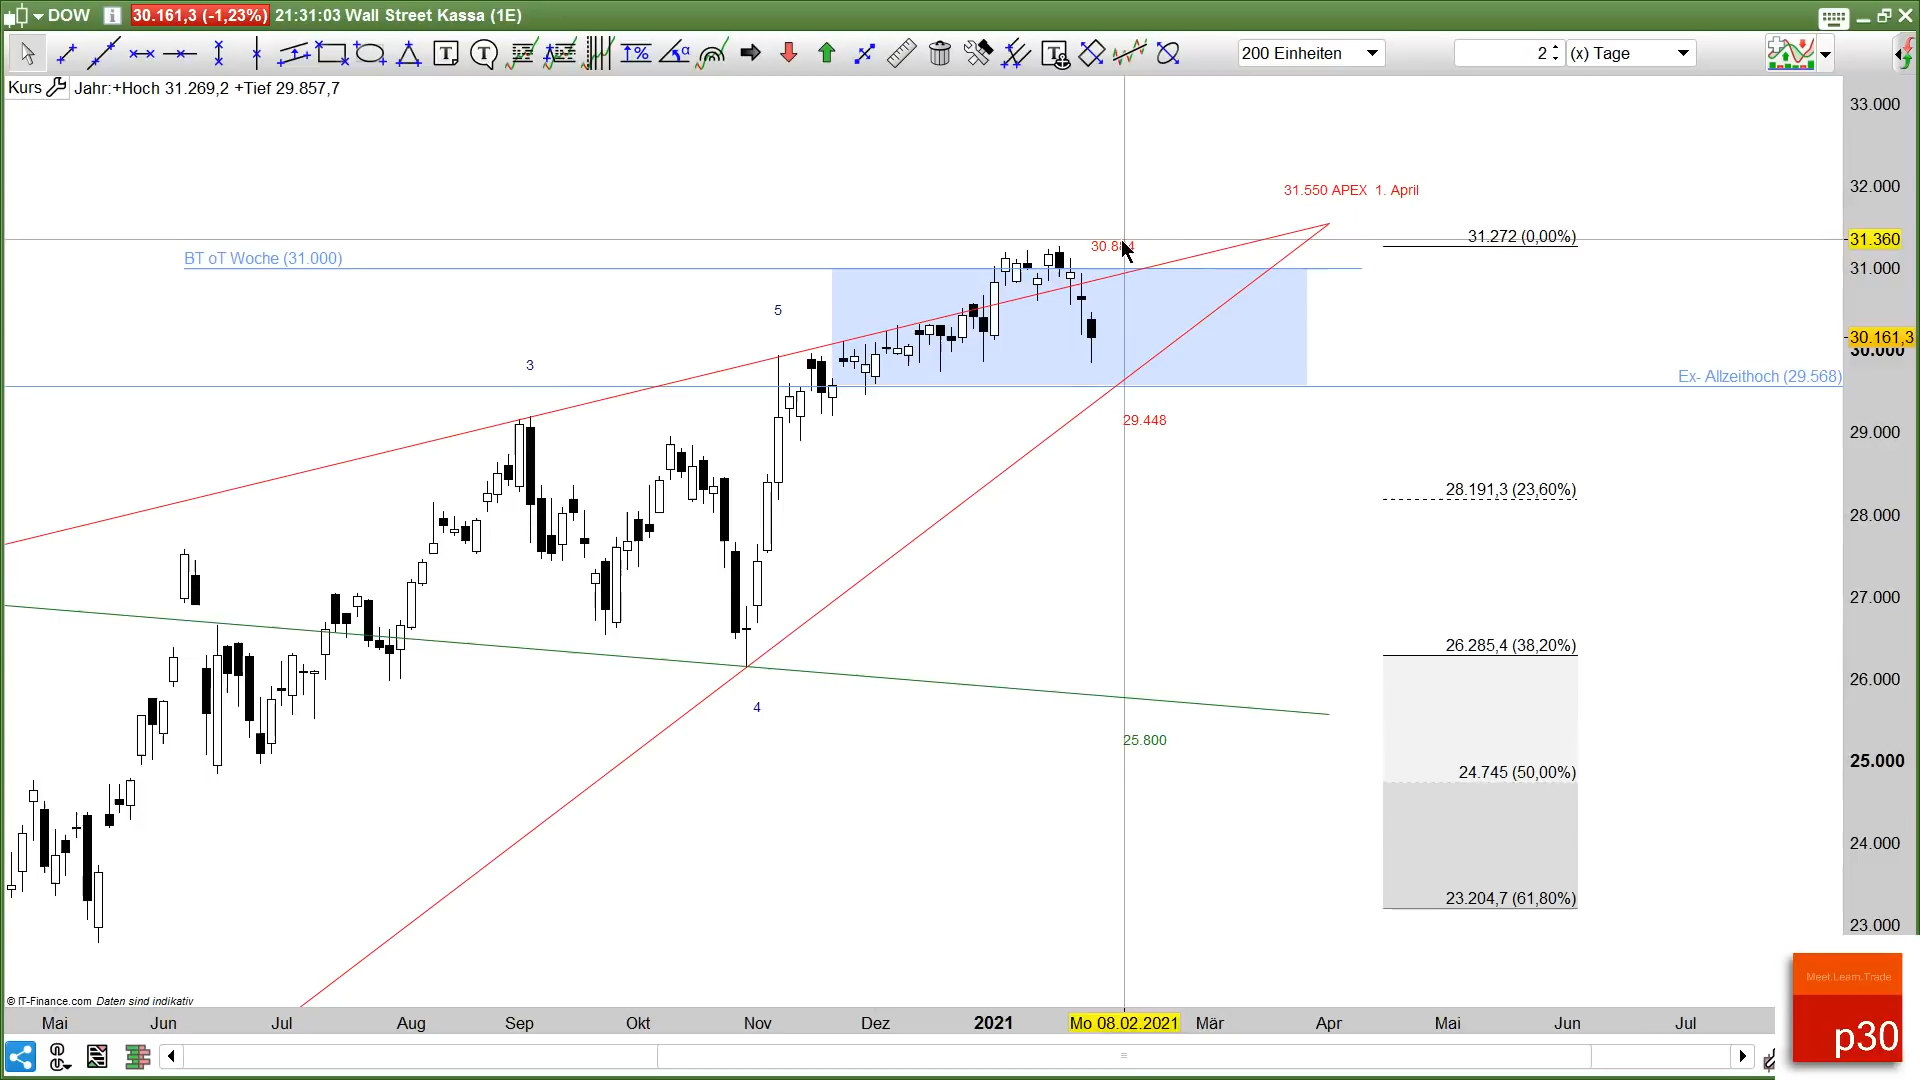 DOW 30.161,3 (-1,23%) 21:31:03 Wall Street Kassa (1E)
200 Einheiten 2 (x) Tage
Kurs Jahr:+Hoch 31.269,2 +Tief 29.857,7
33.000
32.000
31.550 APEX 1. April
31.272 (0,00%)
31.360
BT oT Woche (31.000)
31.000
5
30.161,3
30.000
3
Ex- Allzeithoch (29.568)
29.448
29.000
28.191,3 (23,60%)
28.000
27.000
26.285,4 (38,20%)
26.000
4
25.800
25.000
24.745 (50,00%)
24.000
23.204,7 (61,80%)
23.000
Meet.Learn.Trade
p30
© IT-Finance.com Daten sind indikativ
Mai Jun Jul Aug Sep Okt Nov Dez 2021 Mo 08.02.2021 Mär Apr Mai Jun Jul